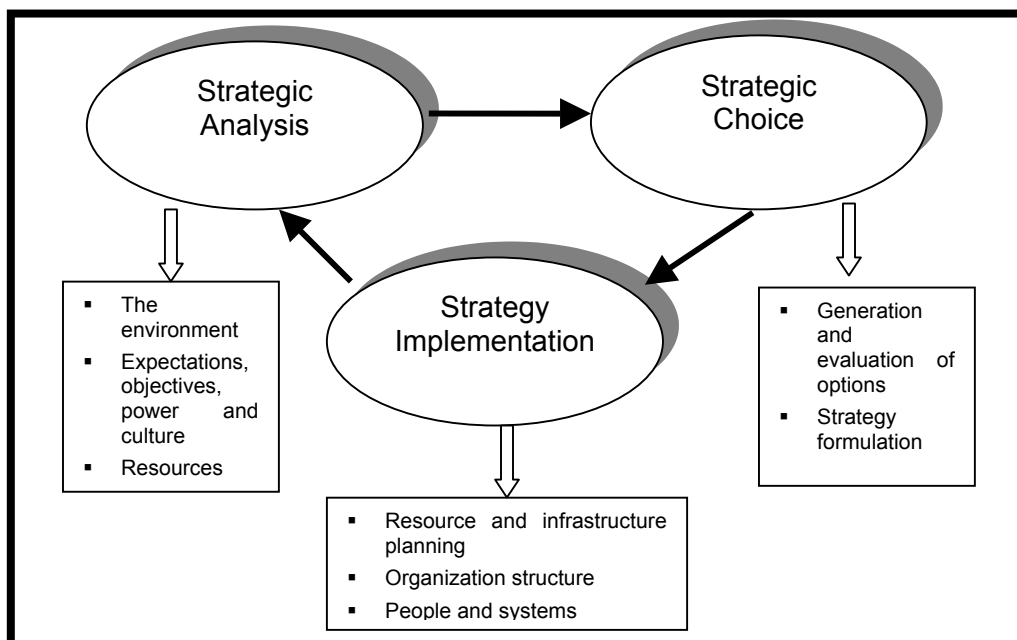 Strategic
Analysis
Strategic
Choice
Strategy
Implementation
▪ The
environment
▪ Expectations,
objectives,
power and
culture
▪ Resources
▪ Generation
and
evaluation of
options
▪ Strategy
formulation
▪ Resource and infrastructure
planning
▪ Organization structure
▪ People and systems